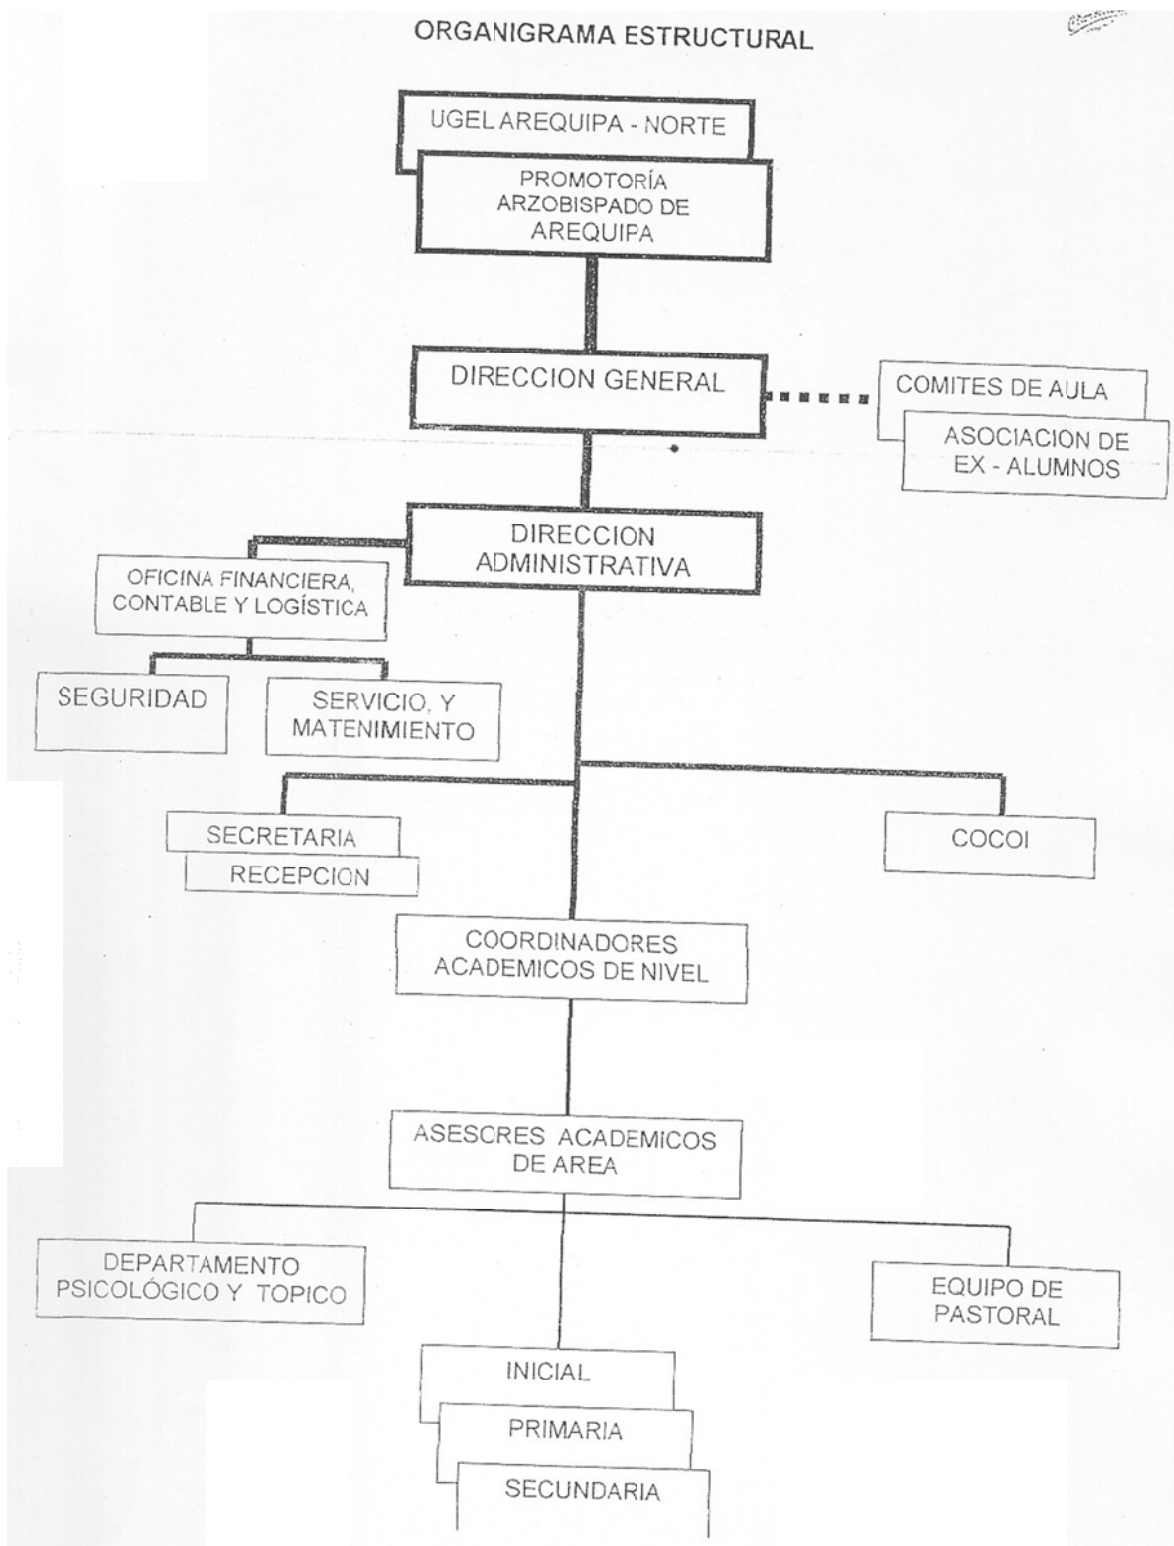 ORGANIGRAMA ESTRUCTURAL
UGEL AREQUIPA - NORTE
PROMOTORÍA
ARZOBISPADO DE
AREQUIPA
DIRECCION GENERAL
COMITES DE AULA
ASOCIACION DE
EX - ALUMNOS
DIRECCION
ADMINISTRATIVA
OFICINA FINANCIERA,
CONTABLE Y LOGÍSTICA
SEGURIDAD
SERVICIO, Y
MATENIMIENTO
SECRETARIA
RECEPCION
COCOI
COORDINADORES
ACADEMICOS DE NIVEL
ASESORES ACADEMICOS
DE AREA
DEPARTAMENTO
PSICOLÓGICO Y TOPICO
EQUIPO DE
PASTORAL
INICIAL
PRIMARIA
SECUNDARIA